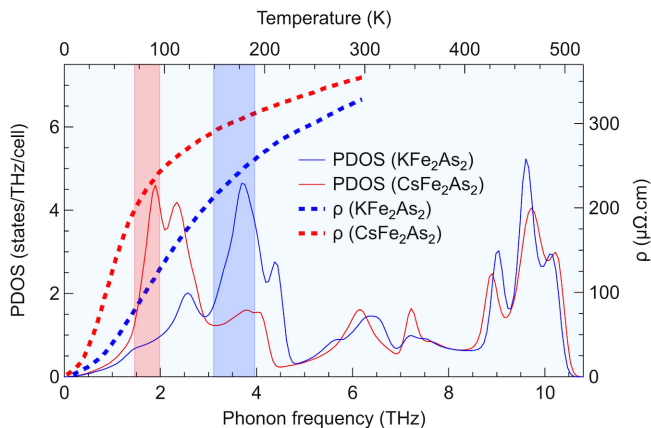 Temperature (K)
0 100 200 300 400 500
PDOS (states/THz/cell)
6
4
2
0
PDOS (KFe₂As₂)
PDOS (CsFe₂As₂)
ρ (KFe₂As₂)
ρ (CsFe₂As₂)
300
200
100
0
ρ (μΩ.cm)
0 2 4 6 8 10
Phonon frequency (THz)